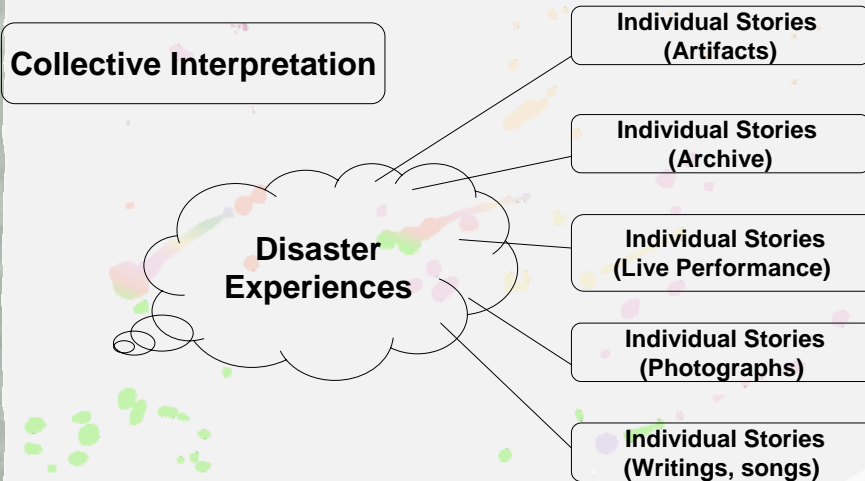 Collective Interpretation
Individual Stories
(Artifacts)
Individual Stories
(Archive)
Disaster
Experiences
Individual Stories
(Live Performance)
Individual Stories
(Photographs)
Individual Stories
(Writings, songs)